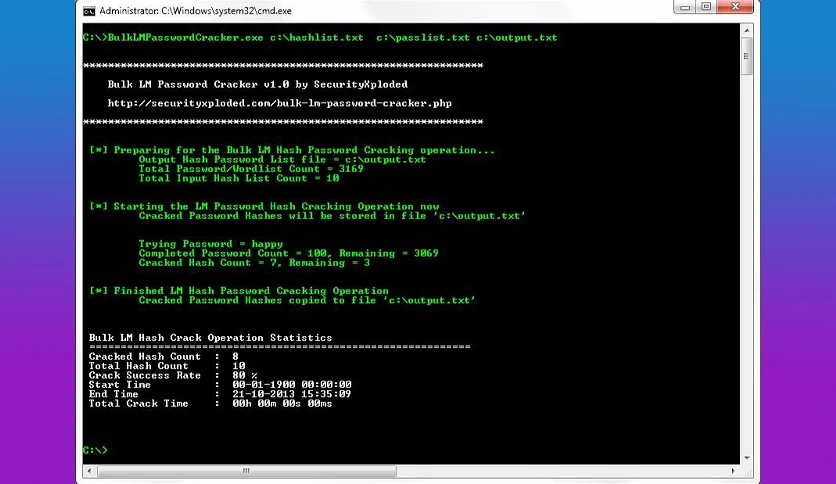 Administrator: C:\Windows\system32\cmd.exe
C:\>BulkLMPasswordCracker.exe c:\hashlist.txt  c:\passlist.txt c:\output.txt
******************************************************************
Bulk LM Password Cracker v1.0 by SecurityXploded
http://securityxploded.com/bulk-lm-password-cracker.php
******************************************************************
[*] Preparing for the Bulk LM Hash Password Cracking operation...
Output Hash Password List file = c:\output.txt
Total Password/Wordlist Count = 3169
Total Input Hash List Count = 10
[*] Starting the LM Password Hash Cracking Operation now
Cracked Password Hashes will be stored in file 'c:\output.txt'
Trying Password = happy
Completed Password Count = 100, Remaining = 3069
Cracked Hash Count = 7, Remaining = 3
[*] Finished LM Hash Password Cracking Operation
Cracked Password Hashes copied to file 'c:\output.txt'
Bulk LM Hash Crack Operation Statistics
=============================================================
Cracked Hash Count : 8
Total Hash Count : 10
Crack Success Rate : 80 %
Start Time : 00-01-1900 00:00:00
End Time : 21-10-2013 15:35:09
Total Crack Time : 00h 00m 00s 00ms
C:\>